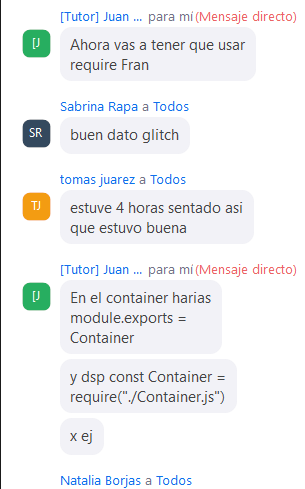 [Tutor] Juan ... para mí (Mensaje directo)
[J
Ahora vas a tener que usar
require Fran
Sabrina Rapa a Todos
SR
buen dato glitch
tomas juarez a Todos
TJ
estuve 4 horas sentado asi
que estuvo buena
[Tutor] Juan ... para mí (Mensaje directo)
[J
En el container harias
module.exports =
Container
y dsp const Container =
require("./Container.js")
x ej
Natalia Borjas a Todos